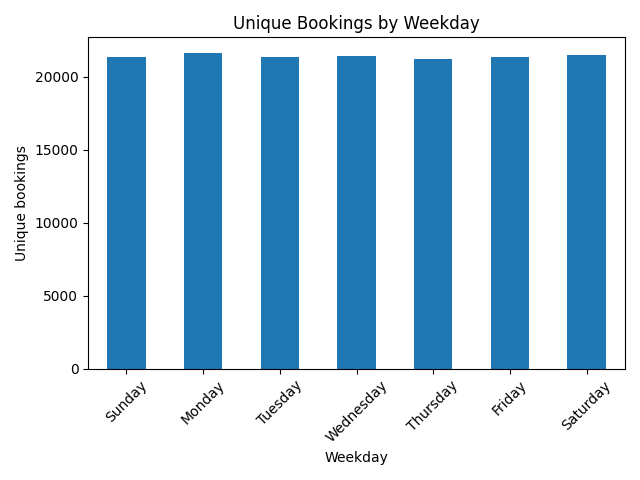 Unique Bookings by Weekday
Unique bookings
20000
15000
10000
5000
0
Sunday
Monday
Tuesday
Wednesday
Thursday
Friday
Saturday
Weekday